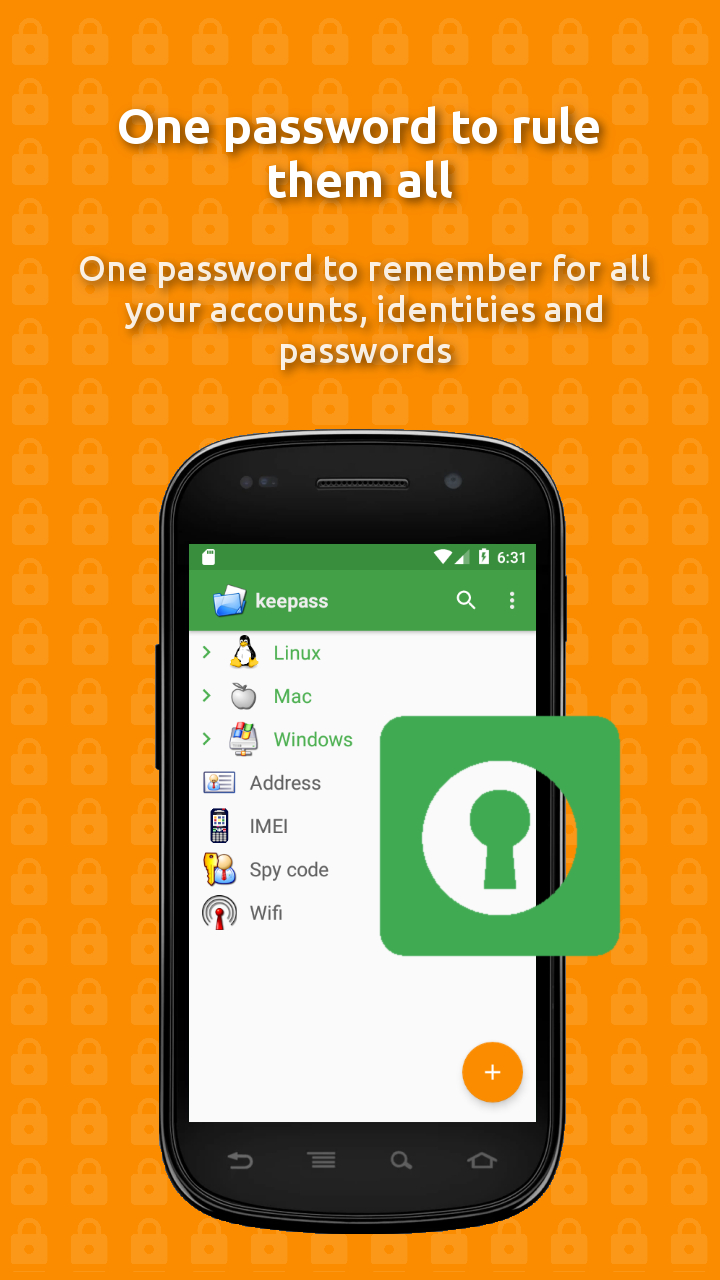 One password to rule
them all
One password to remember for all
your accounts, identities and
passwords
6:31
keepass
Linux
Mac
Windows
Address
IMEI
Spy code
Wifi